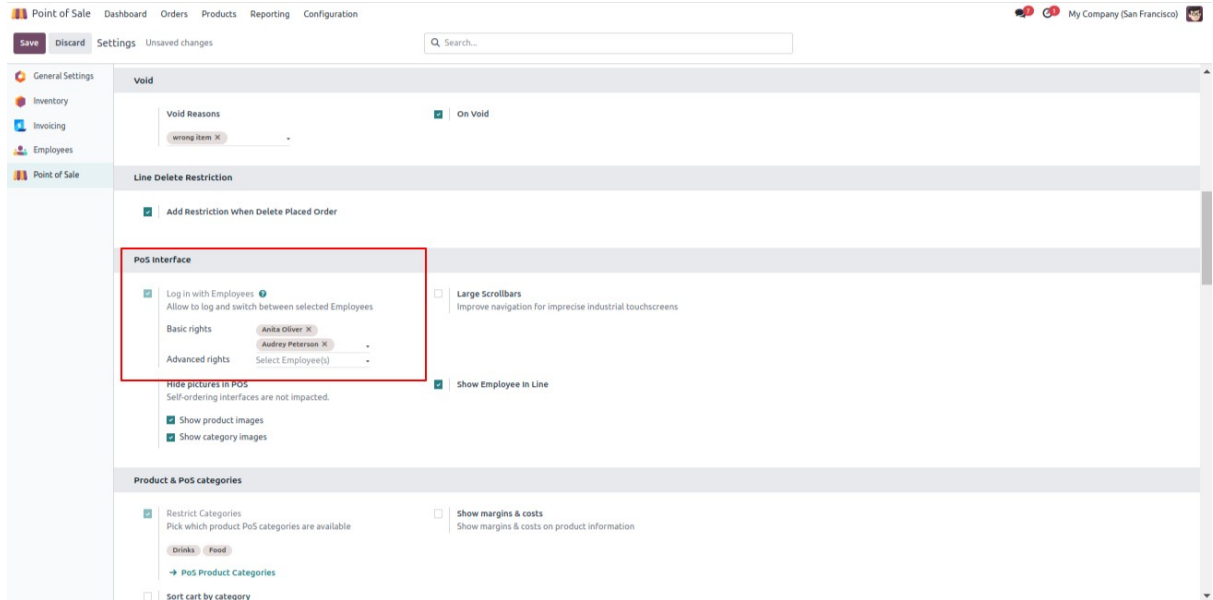 Point of Sale Dashboard Orders Products Reporting Configuration My Company (San Francisco)
Save Discard Settings Unsaved changes Search...
General Settings
Inventory
Invoicing
Employees
Point of Sale
Void
Void Reasons On Void
wrong item ×
Line Delete Restriction
Add Restriction When Delete Placed Order
PoS Interface
Log in with Employees ? Large Scrollbars
Allow to log and switch between selected Employees Improve navigation for imprecise industrial touchscreens
Basic rights Anita Oliver ×
Audrey Peterson ×
Advanced rights Select Employee(s)
Hide pictures in POS Show Employee In Line
Self-ordering interfaces are not impacted.
Show product images
Show category images
Product & PoS categories
Restrict Categories Show margins & costs
Pick which product PoS categories are available Show margins & costs on product information
Drinks Food
→ PoS Product Categories
Sort cart by category